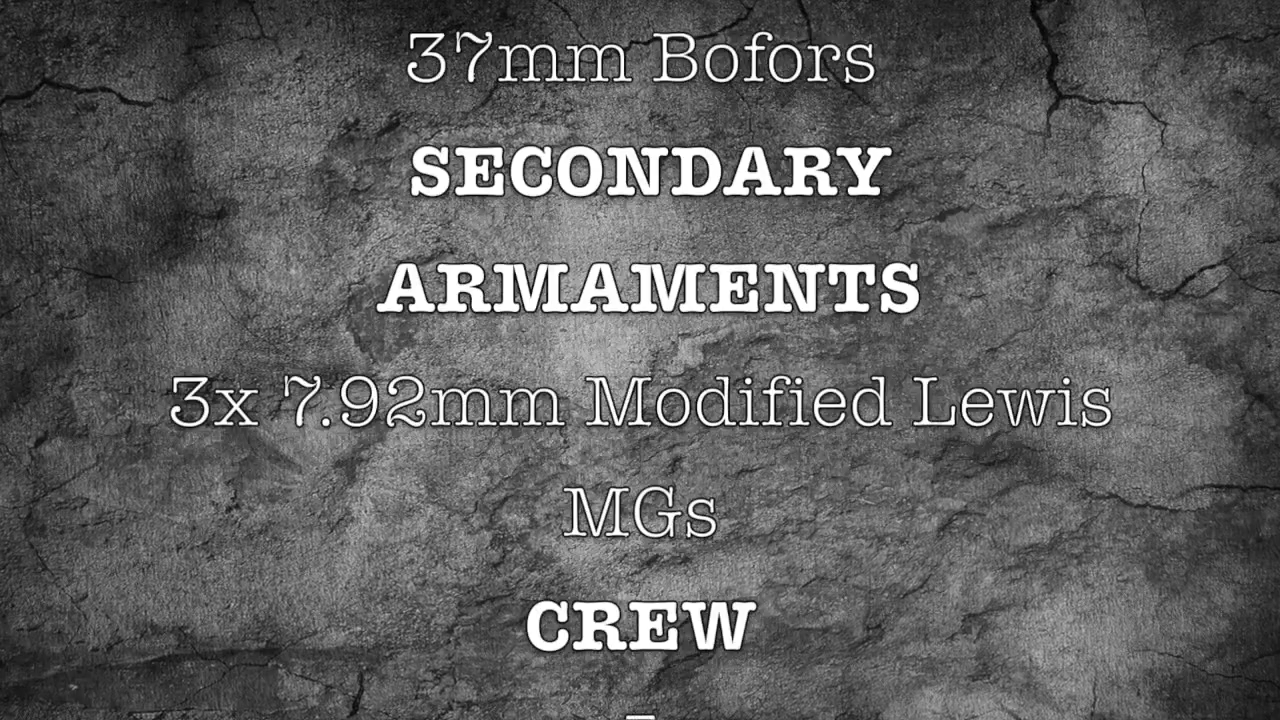 37mm Bofors
SECONDARY
ARMAMENTS
3x 7.92mm Modified Lewis
MGs
CREW